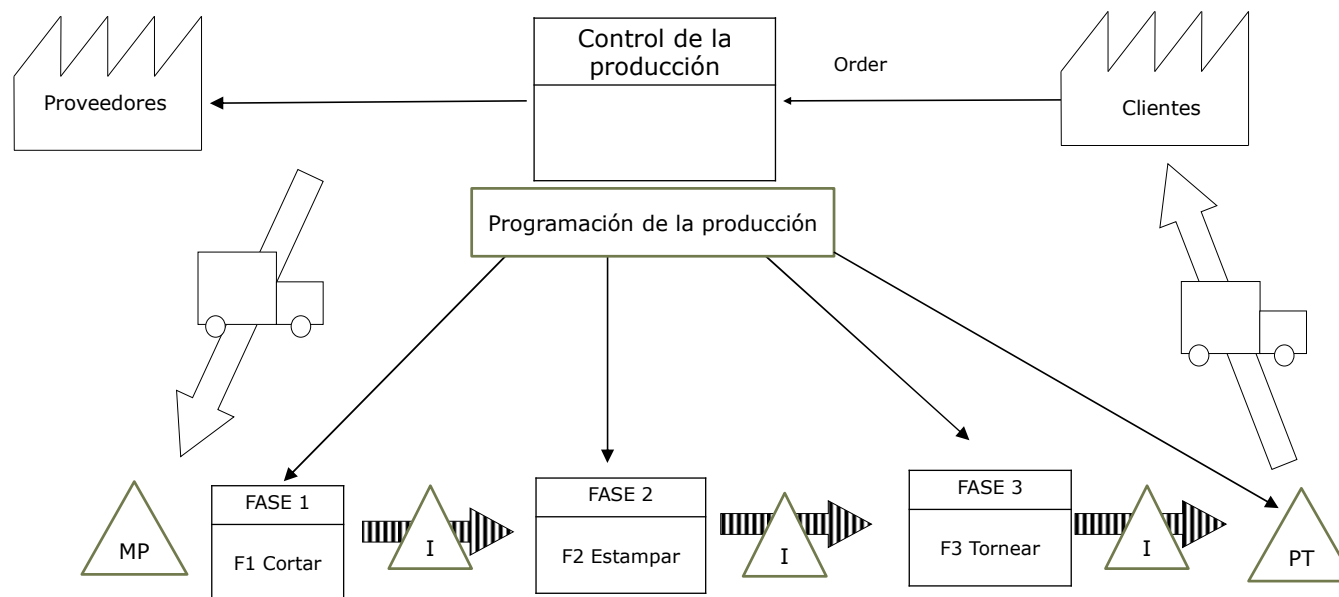 Control de la
producción
Order
Proveedores
Clientes
Programación de la producción
FASE 1
FASE 2
FASE 3
MP
F1 Cortar
I
F2 Estampar
I
F3 Tornear
I
PT